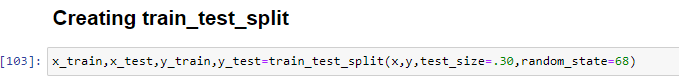 Creating train_test_split
[103]: x_train,x_test,y_train,y_test=train_test_split(x,y,test_size=.30,random_state=68)